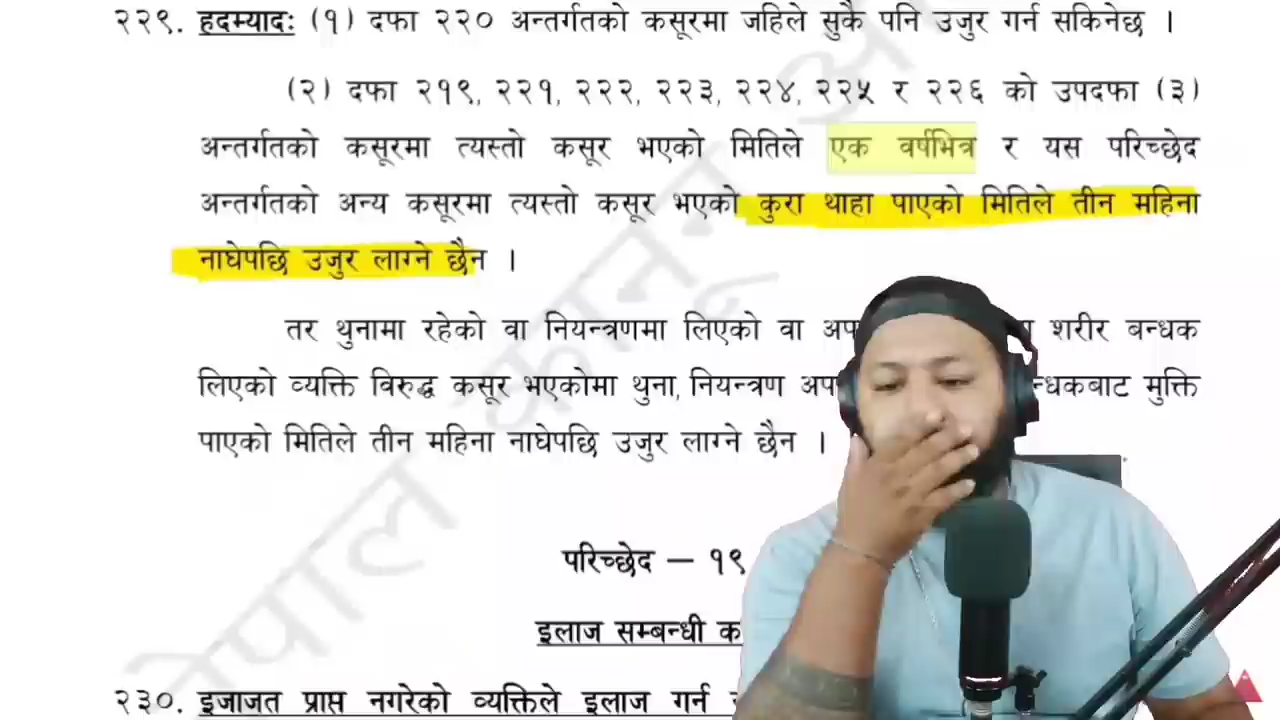 २२९. हदम्यादः (१) दफा २२० अन्तर्गतको कसूरमा जहिले सुकै पनि उजुर गर्न सकिनेछ ।
(२) दफा २१९, २२१, २२२, २२३, २२४, २२५ र २२६ को उपदफा (३)
अन्तर्गतको कसूरमा त्यस्तो कसूर भएको मितिले एक वर्षभित्र र यस परिच्छेद
अन्तर्गतको अन्य कसूरमा त्यस्तो कसूर भएको कुरा थाहा पाएको मितिले तीन महिना
नाघेपछि उजुर लाग्ने छैन ।
तर थुनामा रहेको वा नियन्त्रणमा लिएको वा शरीर बन्धक
लिएको व्यक्ति विरुद्ध कसूर भएकोमा थुना, नियन्त्रण मुक्ति
पाएको मितिले तीन महिना नाघेपछि उजुर लाग्ने छैन ।
परिच्छेद – १९
इलाज सम्बन्धी
२३०. इजाजत प्राप्त नगरेको व्यक्तिले इलाज गर्न
नेपाल कानून